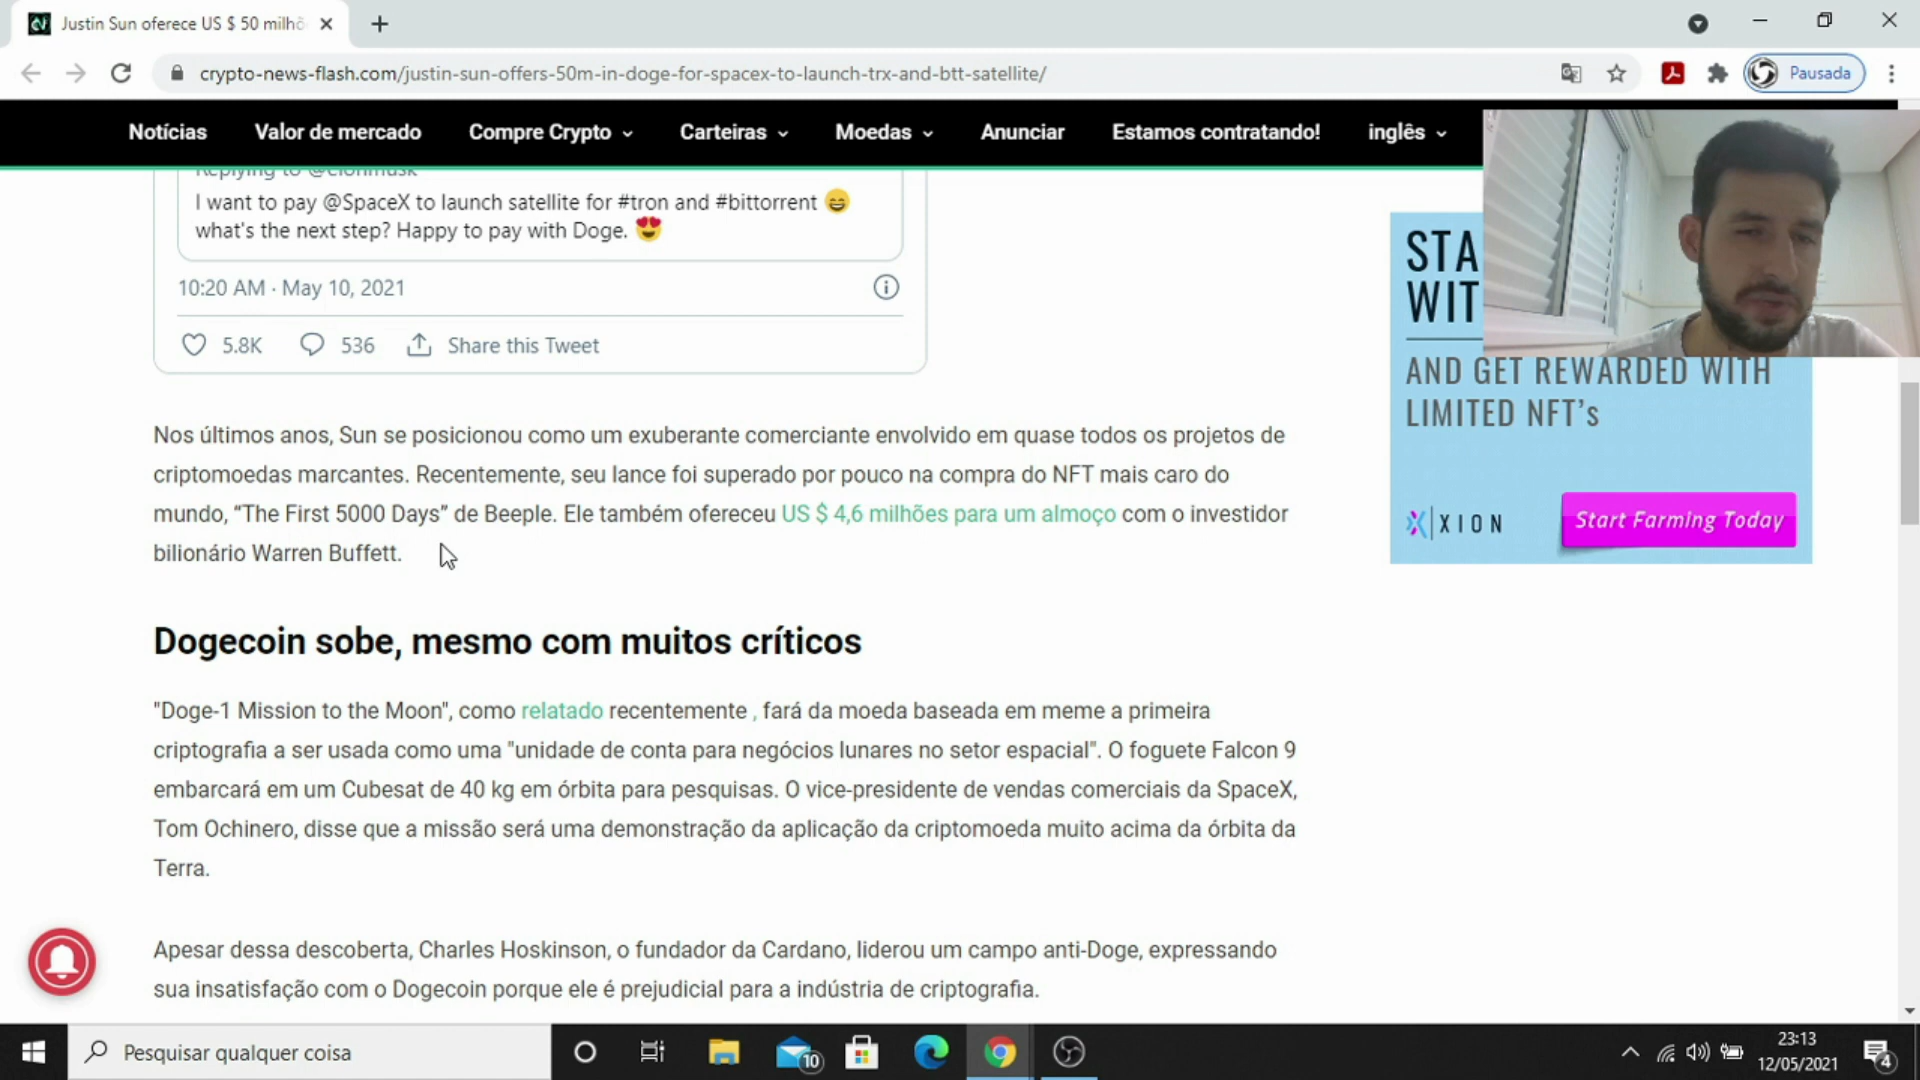 Justin Sun oferece US $ 50 milhõ
crypto-news-flash.com/justin-sun-offers-50m-in-doge-for-spacex-to-launch-trx-and-btt-satellite/
Pausada
Notícias Valor de mercado Compre Crypto Carteiras Moedas Anunciar Estamos contratando! inglês
Replying to @elonmusk
I want to pay @SpaceX to launch satellite for #tron and #bittorrent 😄
what's the next step? Happy to pay with Doge. 😍
10:20 AM · May 10, 2021
5.8K 536 Share this Tweet
STA
WIT
AND GET REWARDED WITH
LIMITED NFT's
XION
Start Farming Today
Nos últimos anos, Sun se posicionou como um exuberante comerciante envolvido em quase todos os projetos de
criptomoedas marcantes. Recentemente, seu lance foi superado por pouco na compra do NFT mais caro do
mundo, “The First 5000 Days” de Beeple. Ele também ofereceu US $ 4,6 milhões para um almoço com o investidor
bilionário Warren Buffett.
Dogecoin sobe, mesmo com muitos críticos
"Doge-1 Mission to the Moon", como relatado recentemente , fará da moeda baseada em meme a primeira
criptografia a ser usada como uma "unidade de conta para negócios lunares no setor espacial". O foguete Falcon 9
embarcará em um Cubesat de 40 kg em órbita para pesquisas. O vice-presidente de vendas comerciais da SpaceX,
Tom Ochinero, disse que a missão será uma demonstração da aplicação da criptomoeda muito acima da órbita da
Terra.
Apesar dessa descoberta, Charles Hoskinson, o fundador da Cardano, liderou um campo anti-Doge, expressando
sua insatisfação com o Dogecoin porque ele é prejudicial para a indústria de criptografia.
Pesquisar qualquer coisa
10
23:13
12/05/2021
4